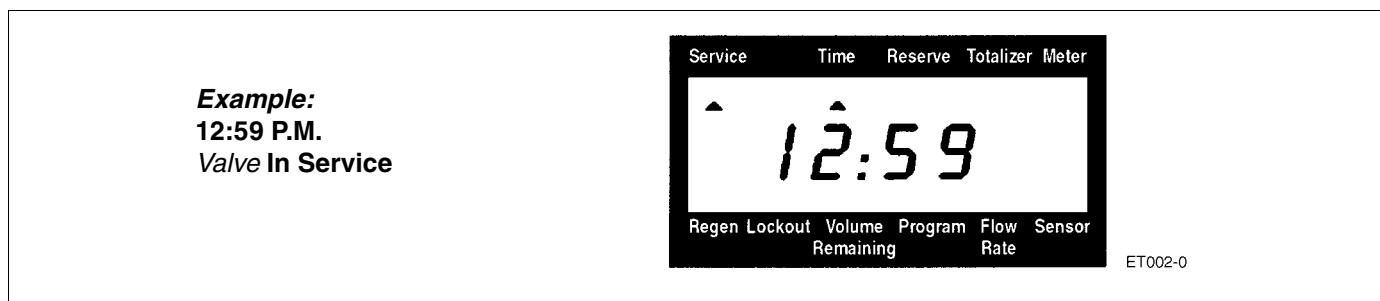 Example:
12:59 P.M.
Valve In Service
Service Time Reserve Totalizer Meter
12:59
Regen Lockout Volume Program Flow Sensor
Remaining Rate
ET002-0